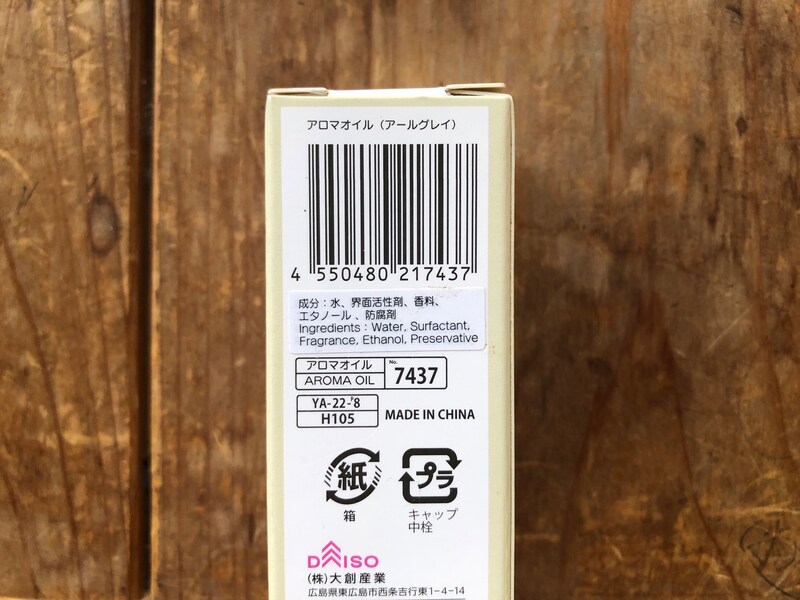 アロマオイル（アールグレイ）
4 550480 217437
成分：水、界面活性剤、香料、
エタノール、防腐剤
Ingredients : Water, Surfactant,
Fragrance, Ethanol, Preservative
アロマオイル
AROMA OIL
No.
7437
YA-22-'8
H105
MADE IN CHINA
紙
箱
プラ
キャップ
中栓
DAISO
(株)大創産業
広島県東広島市西条吉行東1-4-14